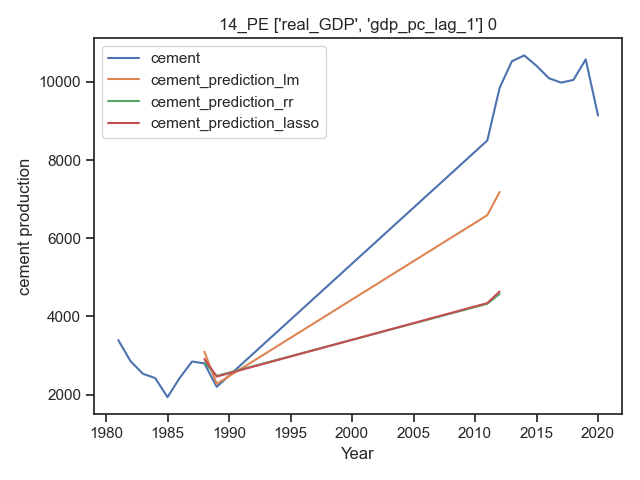 14_PE ['real_GDP', 'gdp_pc_lag_1'] 0
cement
cement_prediction_lm
cement_prediction_rr
cement_prediction_lasso
cement production
10000
8000
6000
4000
2000
1980 1985 1990 1995 2000 2005 2010 2015 2020
Year